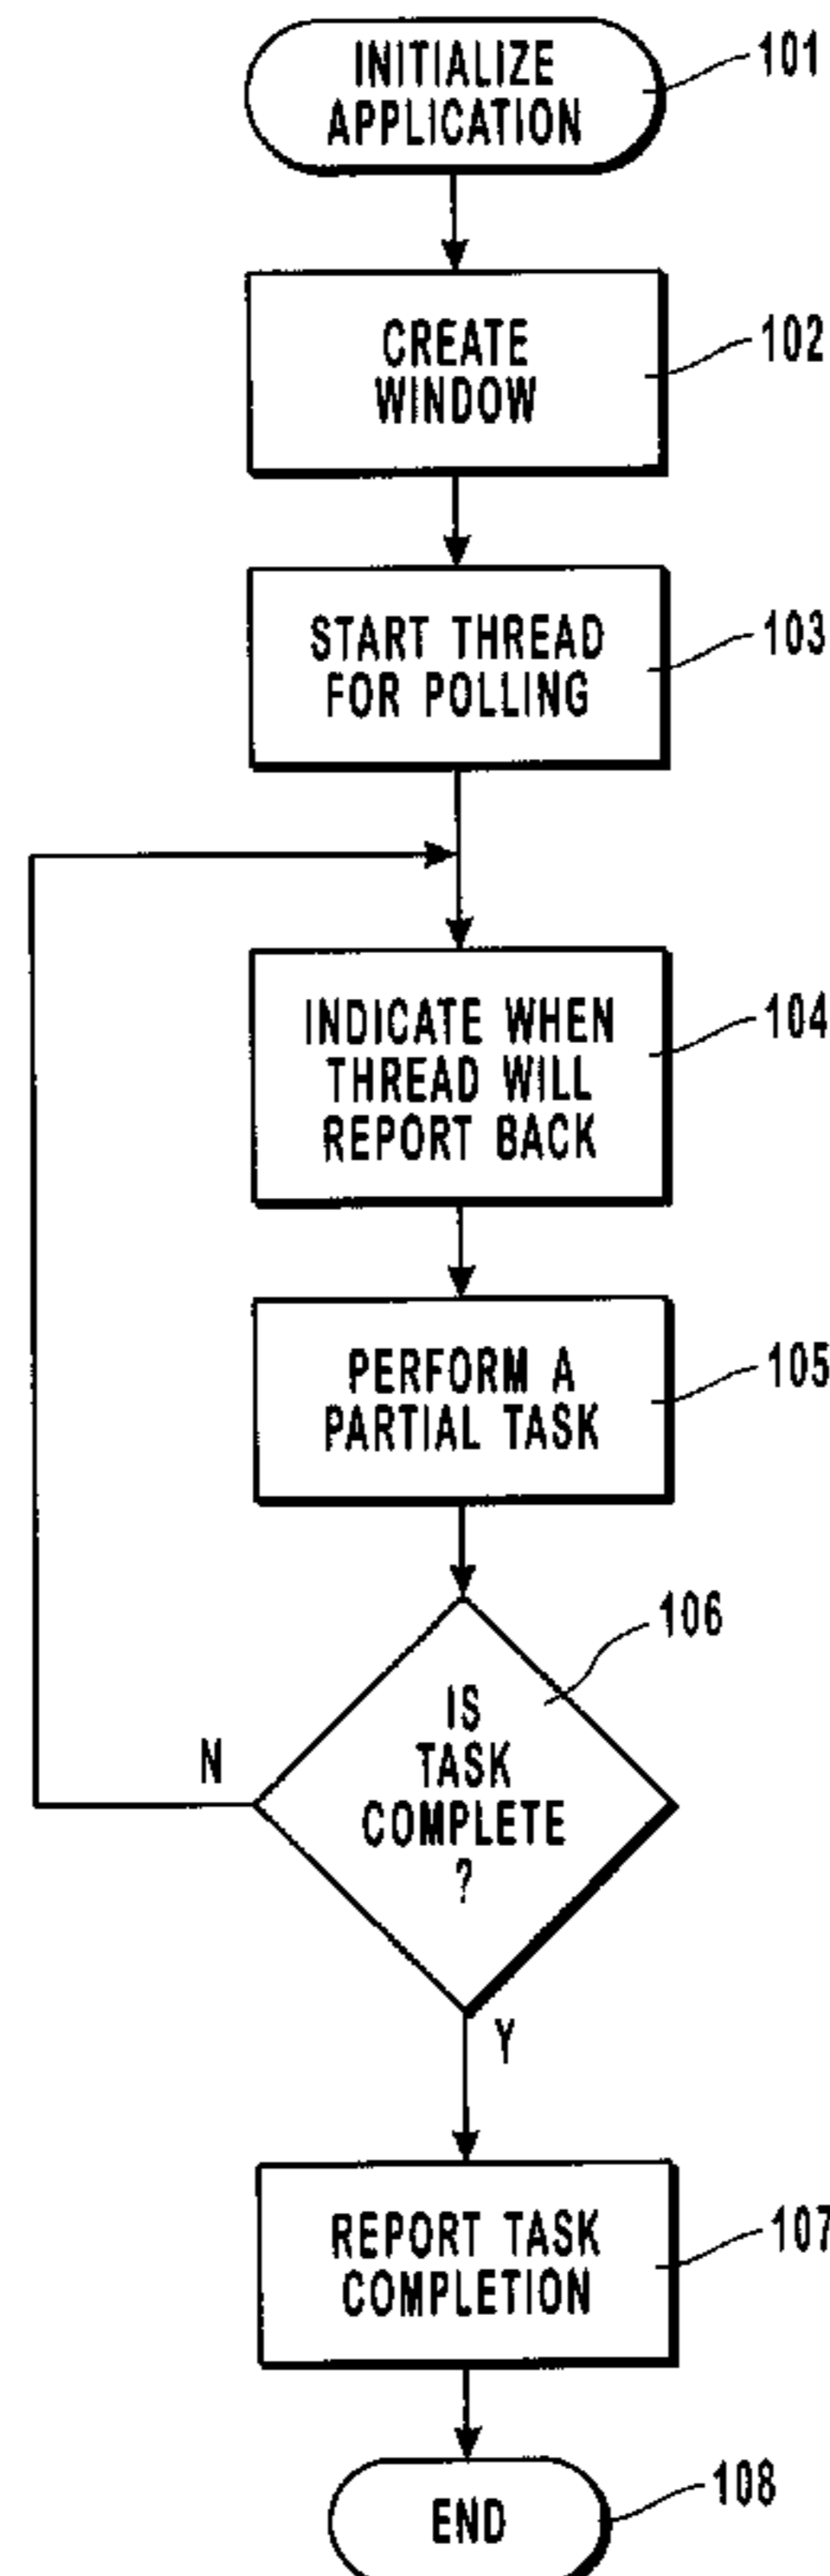 INITIALIZE
APPLICATION
101
CREATE
WINDOW
102
START THREAD
FOR POLLING
103
INDICATE WHEN
THREAD WILL
REPORT BACK
104
PERFORM A
PARTIAL TASK
105
106
IS
TASK
COMPLETE
?
N
Y
REPORT TASK
COMPLETION
107
END
108